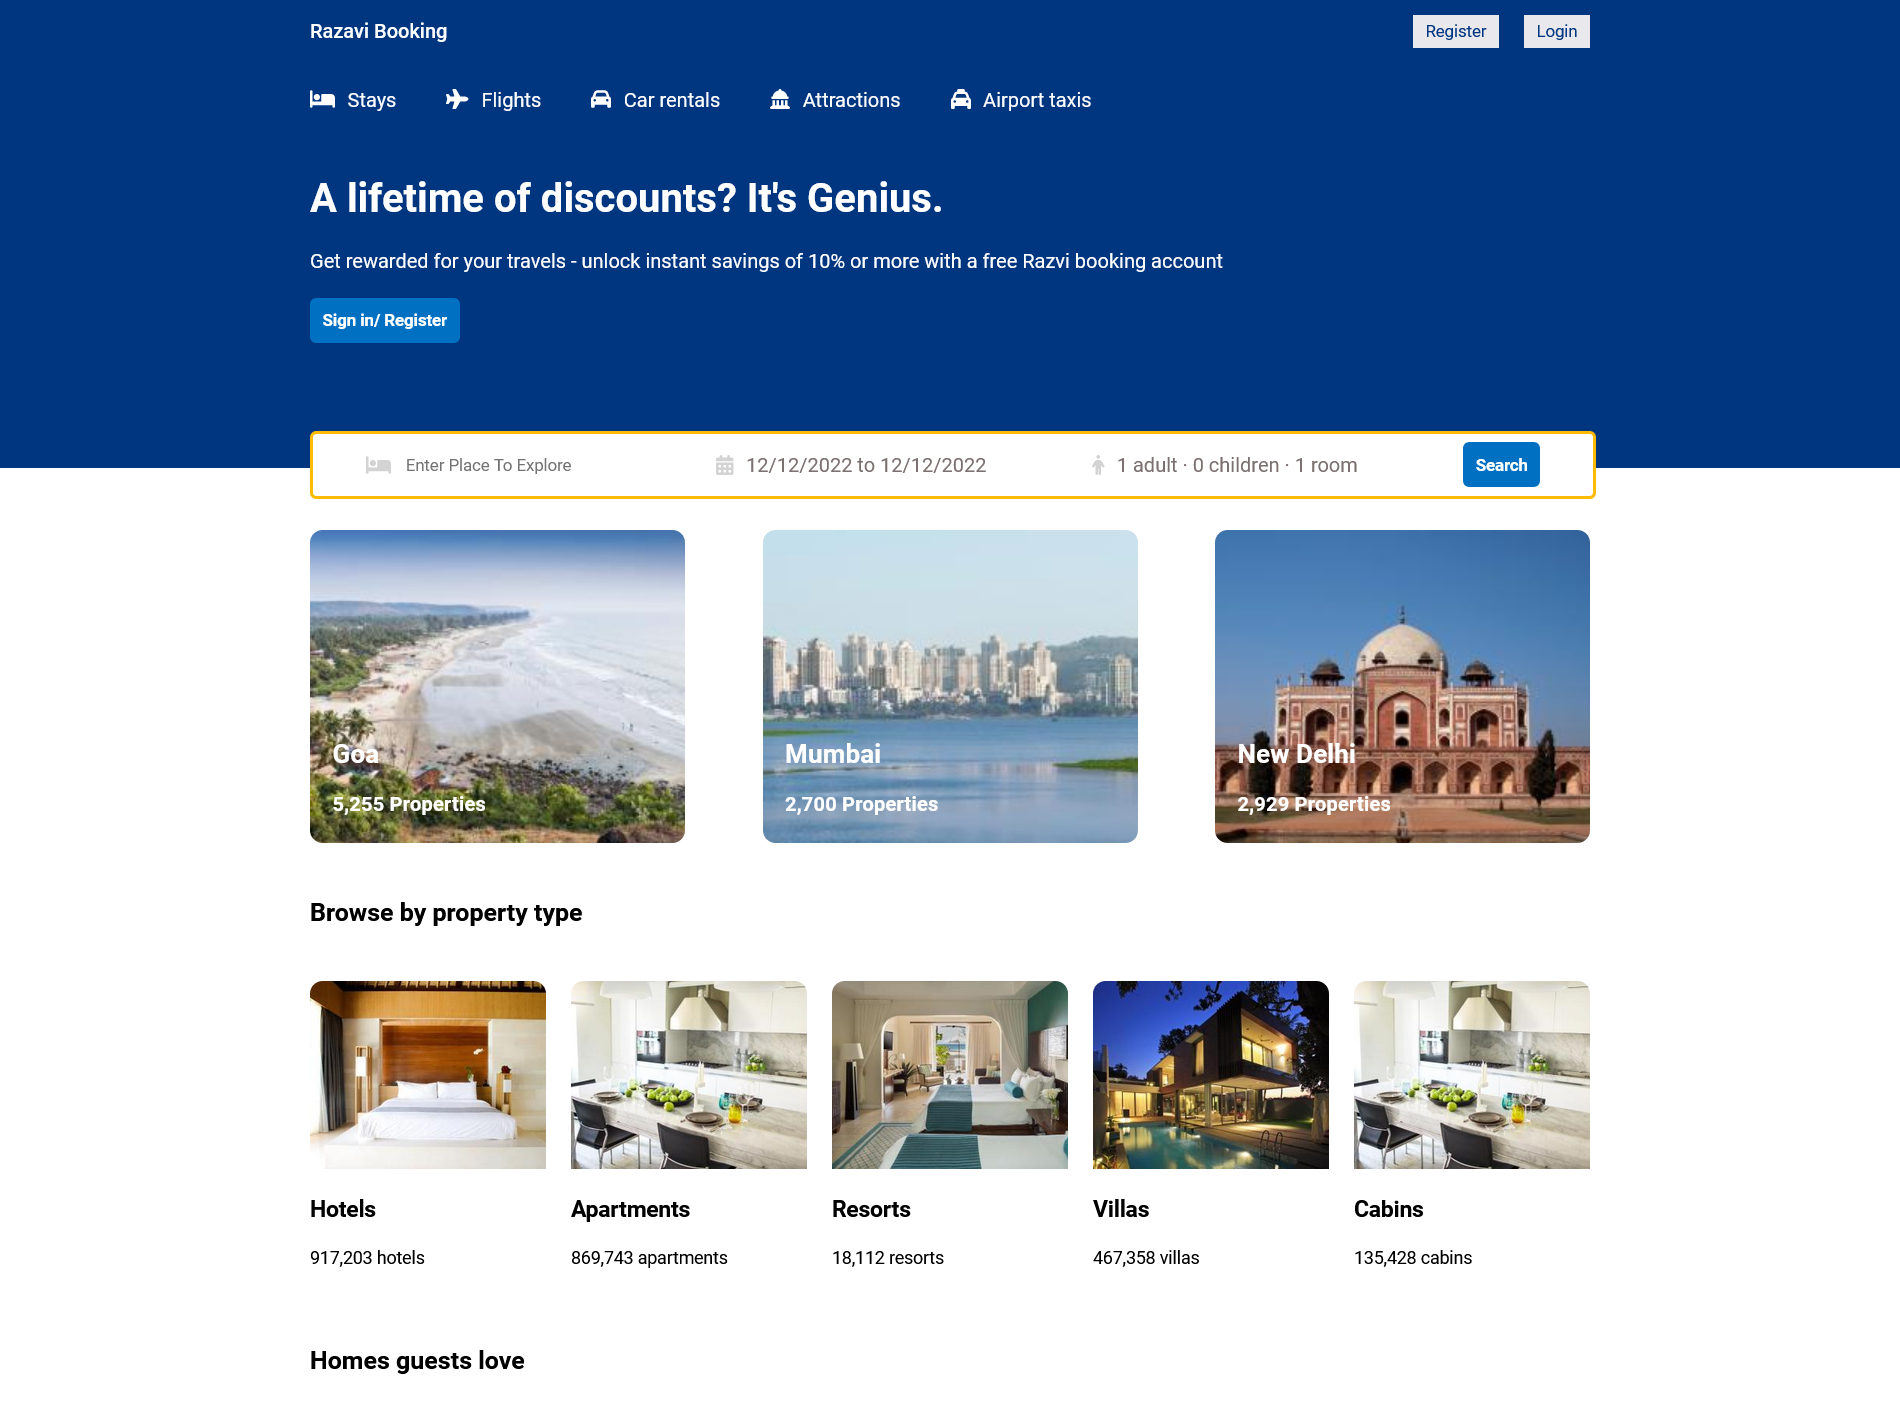 Razavi Booking
Register
Login
Stays
Flights
Car rentals
Attractions
Airport taxis
A lifetime of discounts? It's Genius.
Get rewarded for your travels - unlock instant savings of 10% or more with a free Razvi booking account
Sign in/ Register
Enter Place To Explore
12/12/2022 to 12/12/2022
1 adult · 0 children · 1 room
Search
Goa
5,255 Properties
Mumbai
2,700 Properties
New Delhi
2,929 Properties
Browse by property type
Hotels
917,203 hotels
Apartments
869,743 apartments
Resorts
18,112 resorts
Villas
467,358 villas
Cabins
135,428 cabins
Homes guests love